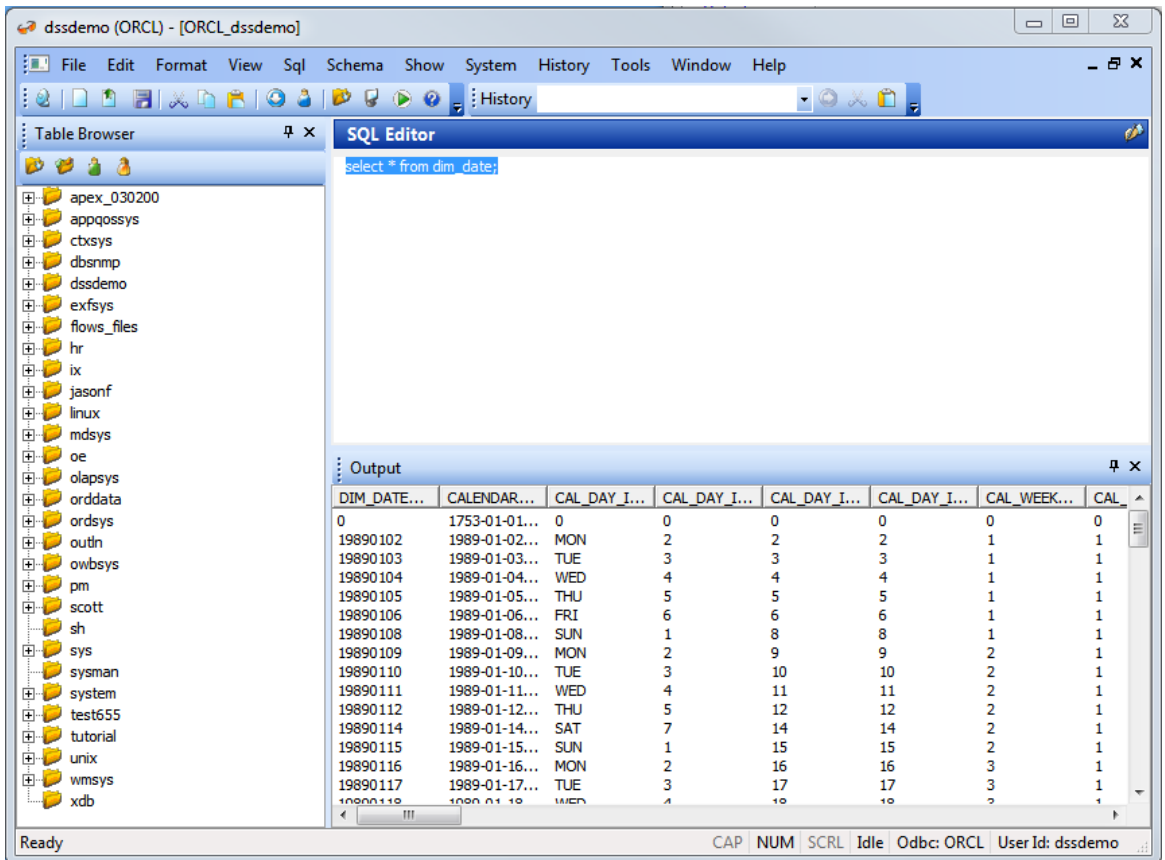 dssdemo (ORCL) - [ORCL_dssdemo]
File Edit Format View Sql Schema Show System History Tools Window Help
History
Table Browser
apex_030200
appqossys
ctxsys
dbsnmp
dssdemo
exfsys
flows_files
hr
ix
jasonf
linux
mdsys
oe
olapsys
orddata
ordsys
outln
owbsys
pm
scott
sh
sys
sysman
system
test655
tutorial
unix
wmsys
xdb
SQL Editor
select * from dim_date;
Output
DIM_DATE... CALENDAR... CAL_DAY_I... CAL_DAY_I... CAL_DAY_I... CAL_DAY_I... CAL_WEEK... CAL_
0 1753-01-01... 0 0 0 0 0 0
19890102 1989-01-02... MON 2 2 2 1 1
19890103 1989-01-03... TUE 3 3 3 1 1
19890104 1989-01-04... WED 4 4 4 1 1
19890105 1989-01-05... THU 5 5 5 1 1
19890106 1989-01-06... FRI 6 6 6 1 1
19890108 1989-01-08... SUN 1 8 8 1 1
19890109 1989-01-09... MON 2 9 9 2 1
19890110 1989-01-10... TUE 3 10 10 2 1
19890111 1989-01-11... WED 4 11 11 2 1
19890112 1989-01-12... THU 5 12 12 2 1
19890114 1989-01-14... SAT 7 14 14 2 1
19890115 1989-01-15... SUN 1 15 15 2 1
19890116 1989-01-16... MON 2 16 16 3 1
19890117 1989-01-17... TUE 3 17 17 3 1
19890118 1989-01-18... WED 4 18 18 3 1
Ready CAP NUM SCRL Idle Odbc: ORCL User Id: dssdemo